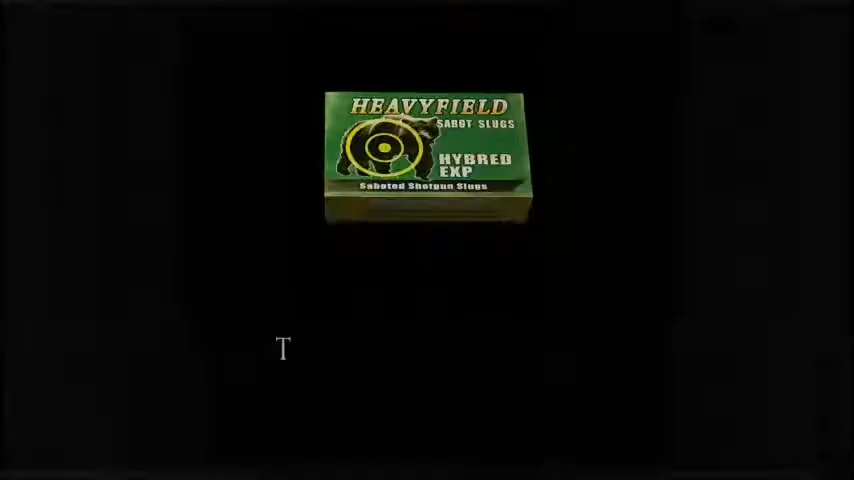 HEAVYFIELD
SABOT SLUGS
HYBRED
EXP
Saboted Shotgun Slugs
T